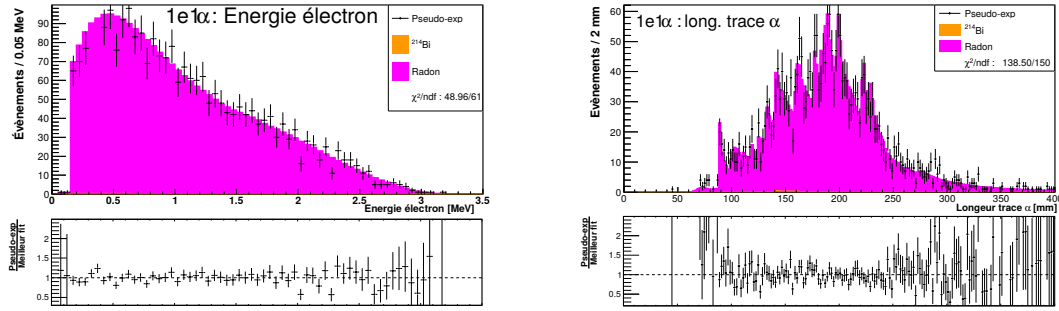 1e1α: Energie électron
Évènements / 0.05 MeV
Pseudo-exp
²¹⁴Bi
Radon
χ²/ndf : 48.96/61
90
80
70
60
50
40
30
20
10
0
0 0.5 1 1.5 2 2.5 3 3.5
Energie électron [MeV]
Pseudo-exp
Meilleur fit
2
1.5
1
0.5
1e1α : long. trace α
Evènements / 2 mm
Pseudo-exp
²¹⁴Bi
Radon
χ²/ndf : 138.50/150
60
50
40
30
20
10
0
0 50 100 150 200 250 300 350 400
Longeur trace α [mm]
Pseudo-exp
Meilleur fit
2
1.5
1
0.5